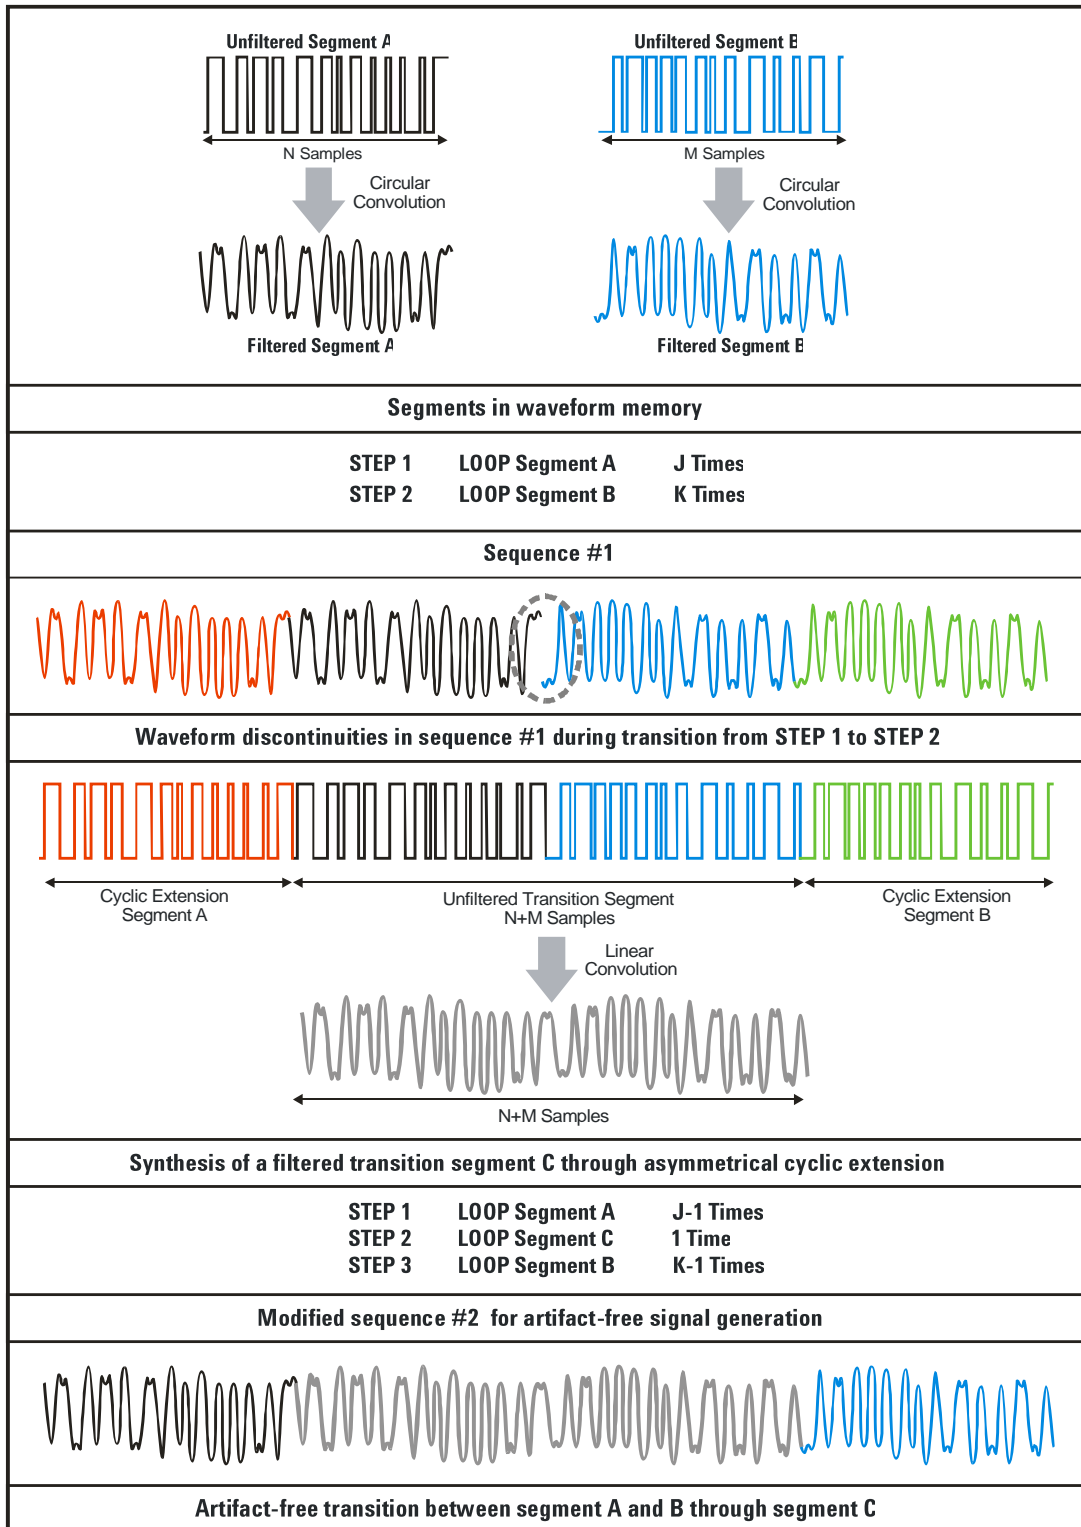 Unfiltered Segment A
Unfiltered Segment B
N Samples
M Samples
Circular
Convolution
Circular
Convolution
Filtered Segment A
Filtered Segment B
Segments in waveform memory
STEP 1 LOOP Segment A J Times
STEP 2 LOOP Segment B K Times
Sequence #1
Waveform discontinuities in sequence #1 during transition from STEP 1 to STEP 2
Cyclic Extension
Segment A
Unfiltered Transition Segment
N+M Samples
Cyclic Extension
Segment B
Linear
Convolution
N+M Samples
Synthesis of a filtered transition segment C through asymmetrical cyclic extension
STEP 1 LOOP Segment A J-1 Times
STEP 2 LOOP Segment C 1 Time
STEP 3 LOOP Segment B K-1 Times
Modified sequence #2 for artifact-free signal generation
Artifact-free transition between segment A and B through segment C